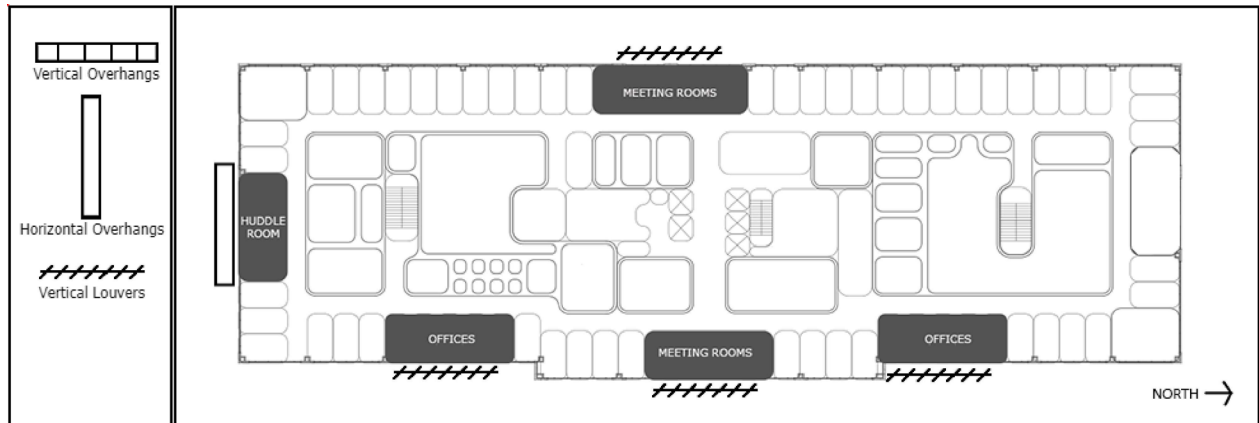 Vertical Overhangs
Horizontal Overhangs
Vertical Louvers
MEETING ROOMS
HUDDLE
ROOM
OFFICES
MEETING ROOMS
OFFICES
NORTH